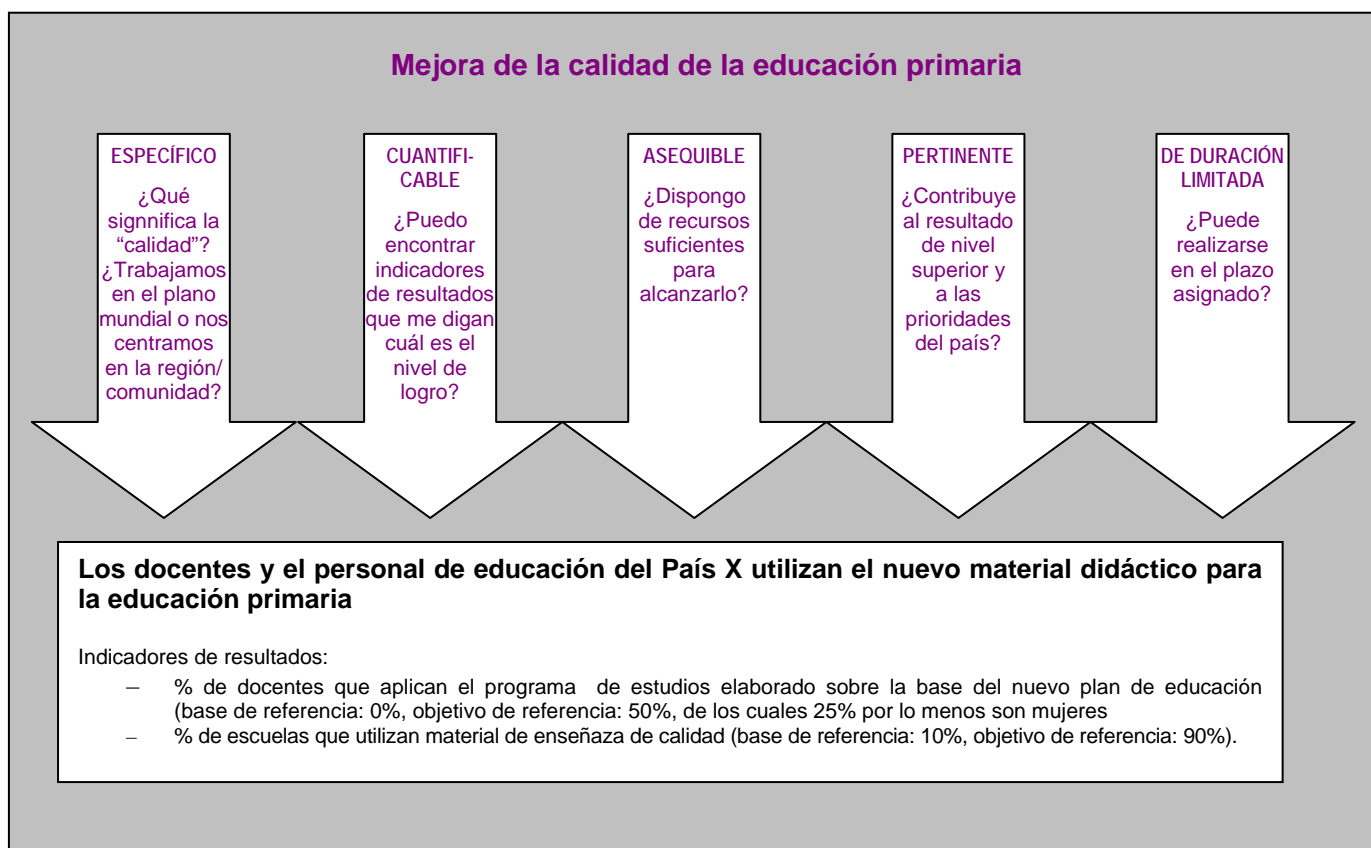 Mejora de la calidad de la educación primaria
ESPECÍFICO
¿Qué
signnifica la
“calidad”?
¿Trabajamos
en el plano
mundial o nos
centramos
en la región/
comunidad?
CUANTIFI-
CABLE
¿Puedo
encontrar
indicadores
de resultados
que me digan
cuál es el
nivel de
logro?
ASEQUIBLE
¿Dispongo
de recursos
suficientes
para
alcanzarlo?
PERTINENTE
¿Contribuye
al resultado
de nivel
superior y
a las
prioridades
del país?
DE DURACIÓN
LIMITADA
¿Puede
realizarse
en el plazo
asignado?
Los docentes y el personal de educación del País X utilizan el nuevo material didáctico para
la educación primaria
Indicadores de resultados:
– % de docentes que aplican el programa de estudios elaborado sobre la base del nuevo plan de educación
(base de referencia: 0%, objetivo de referencia: 50%, de los cuales 25% por lo menos son mujeres
– % de escuelas que utilizan material de enseñaza de calidad (base de referencia: 10%, objetivo de referencia: 90%).